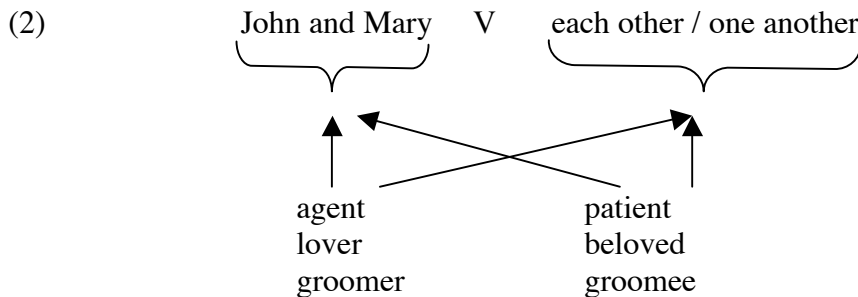 (2) John and Mary V each other / one another
agent patient
lover beloved
groomer groomee